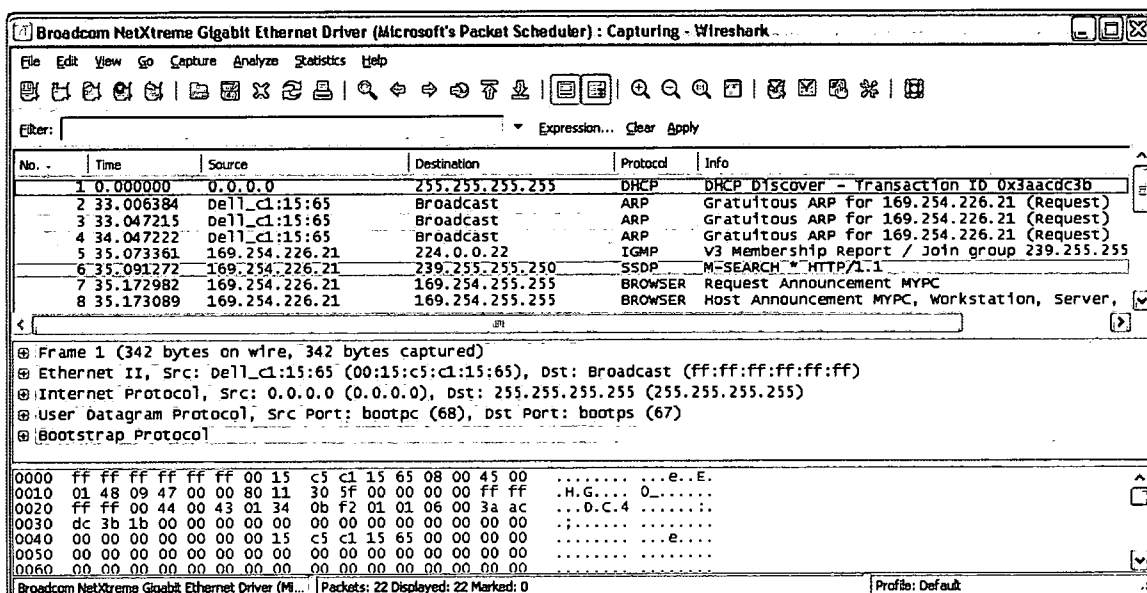 Broadcom NetXtreme Gigabit Ethernet Driver (Microsoft's Packet Scheduler) : Capturing - Wireshark
File Edit View Go Capture Analyze Statistics Help
Filter: Expression... Clear Apply
No. - Time Source Destination Protocol Info
1 0.000000 0.0.0.0 255.255.255.255 DHCP DHCP Discover - Transaction ID 0x3aacdc3b
2 33.006384 Dell_c1:15:65 Broadcast ARP Gratuitous ARP for 169.254.226.21 (Request)
3 33.047215 Dell_c1:15:65 Broadcast ARP Gratuitous ARP for 169.254.226.21 (Request)
4 34.047222 Dell_c1:15:65 Broadcast ARP Gratuitous ARP for 169.254.226.21 (Request)
5 35.073361 169.254.226.21 224.0.0.22 IGMP V3 Membership Report / Join group 239.255.255
6 35.091272 169.254.226.21 239.255.255.250 SSDP M-SEARCH * HTTP/1.1
7 35.172982 169.254.226.21 169.254.255.255 BROWSER Request Announcement MYPC
8 35.173089 169.254.226.21 169.254.255.255 BROWSER Host Announcement MYPC, Workstation, Server,
Frame 1 (342 bytes on wire, 342 bytes captured)
Ethernet II, Src: Dell_c1:15:65 (00:15:c5:c1:15:65), Dst: Broadcast (ff:ff:ff:ff:ff:ff)
Internet Protocol, Src: 0.0.0.0 (0.0.0.0), Dst: 255.255.255.255 (255.255.255.255)
User Datagram Protocol, Src Port: bootpc (68), Dst Port: bootps (67)
Bootstrap Protocol
0000 ff ff ff ff ff ff 00 15 c5 c1 15 65 08 00 45 00 ........ ...e..E.
0010 01 48 09 47 00 00 80 11 30 5f 00 00 00 00 ff ff .H.G.... 0_......
0020 ff ff 00 44 00 43 01 34 0b f2 01 01 06 00 3a ac ...D.C.4 ......:.
0030 dc 3b 1b 00 00 00 00 00 00 00 00 00 00 00 00 00 .;...... ........
0040 00 00 00 00 00 00 00 15 c5 c1 15 65 00 00 00 00 ........ ...e....
0050 00 00 00 00 00 00 00 00 00 00 00 00 00 00 00 00 ........ ........
0060 00 00 00 00 00 00 00 00 00 00 00 00 00 00 00 00 ........ ........
Broadcom NetXtreme Gigabit Ethernet Driver (Mi... Packets: 22 Displayed: 22 Marked: 0 Profile: Default